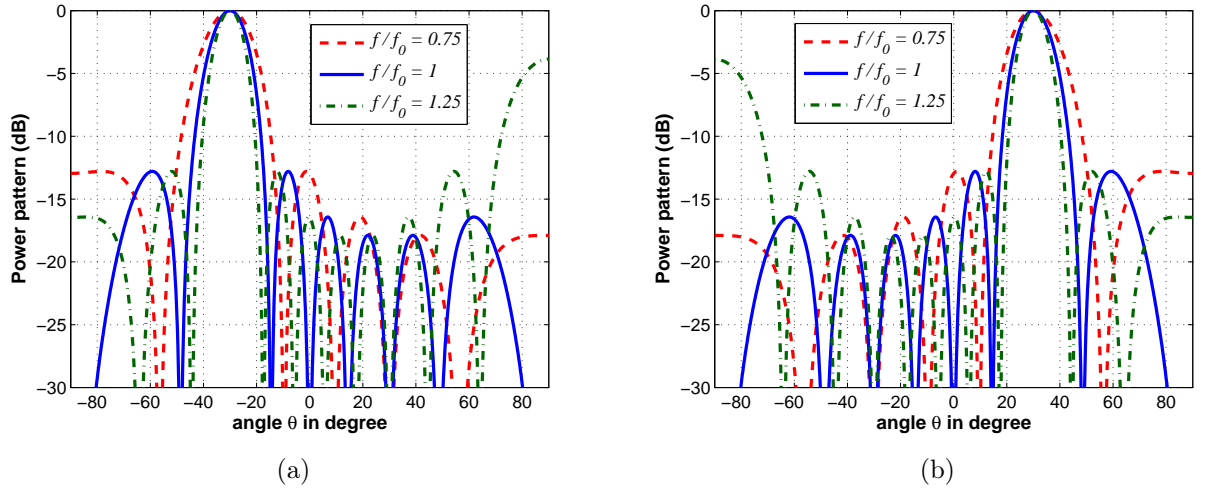 f/f0 = 0.75
f/f0 = 1
f/f0 = 1.25
Power pattern (dB)
0
−5
−10
−15
−20
−25
−30
−80 −60 −40 −20 0 20 40 60 80
angle θ in degree
(a)
f/f0 = 0.75
f/f0 = 1
f/f0 = 1.25
Power pattern (dB)
0
−5
−10
−15
−20
−25
−30
−80 −60 −40 −20 0 20 40 60 80
angle θ in degree
(b)